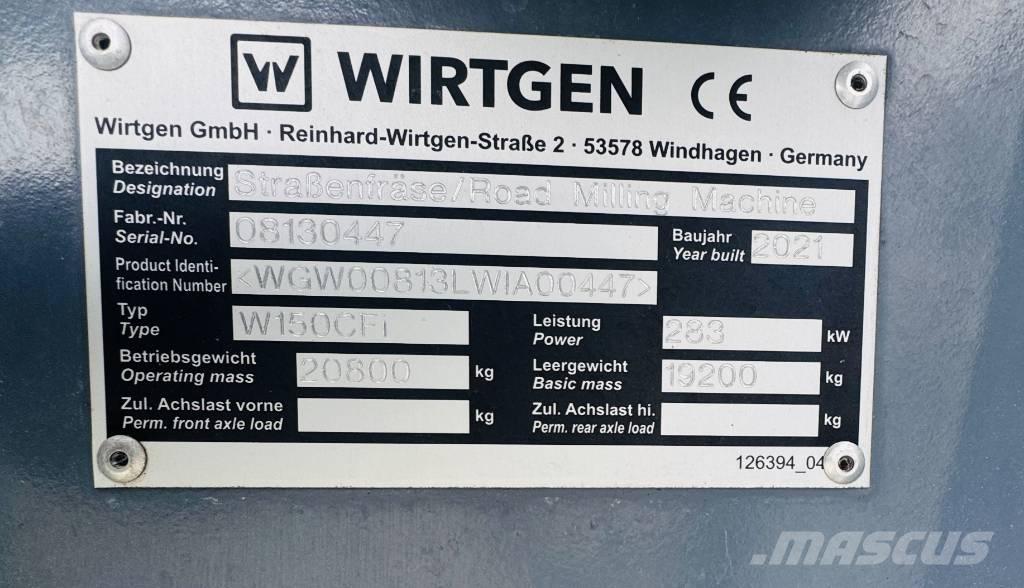 W WIRTGEN CE
Wirtgen GmbH · Reinhard-Wirtgen-Straße 2 · 53578 Windhagen · Germany
Bezeichnung
Designation
Straßenfräse/Road Milling Machine
Fabr.-Nr.
Serial-No.
08130447
Baujahr
Year built
2021
Product Identi-
fication Number
<WGW00813LWIA00447>
Typ
Type
W150CFi
Leistung
Power
283 kW
Betriebsgewicht
Operating mass
20800 kg
Leergewicht
Basic mass
19200 kg
Zul. Achslast vorne
Perm. front axle load
kg
Zul. Achslast hi.
Perm. rear axle load
kg
126394_04
MASCUS